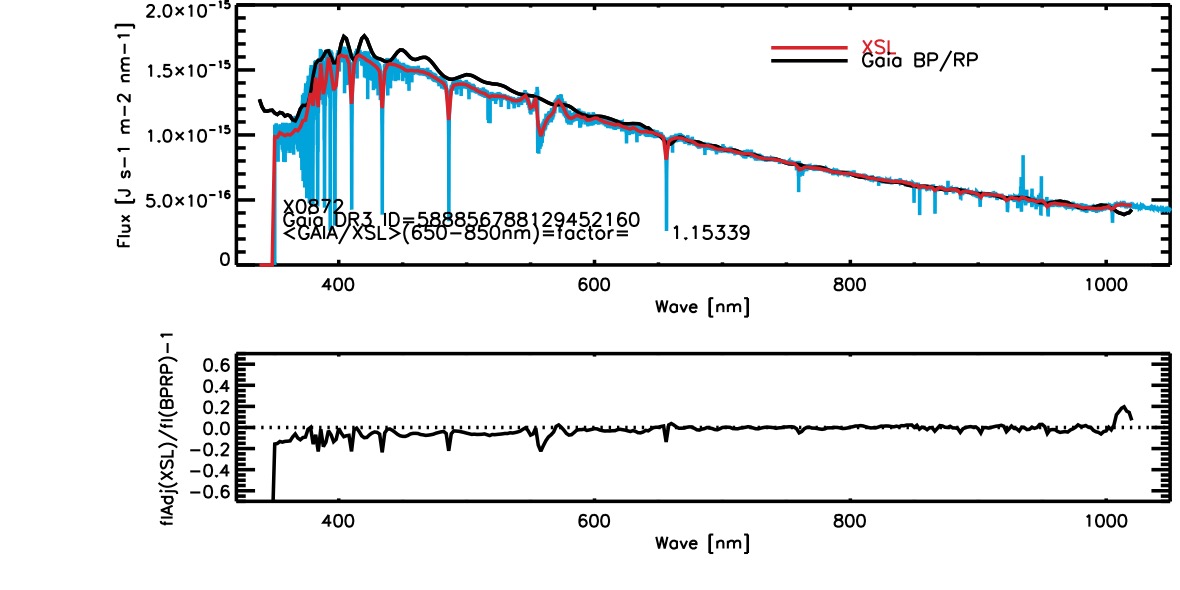 2.0×10⁻¹⁵
1.5×10⁻¹⁵
1.0×10⁻¹⁵
5.0×10⁻¹⁶
0
Flux [J s−1 m−2 nm−1]
XSL
Gaia BP/RP
X0872
Gaia DR3 ID=588856788129452160
<GAIA/XSL>(650−850nm)=factor= 1.15339
400 600 800 1000
Wave [nm]
0.6
0.4
0.2
0.0
−0.2
−0.4
−0.6
flAdj(XSL)/fl(BPRP)−1
400 600 800 1000
Wave [nm]